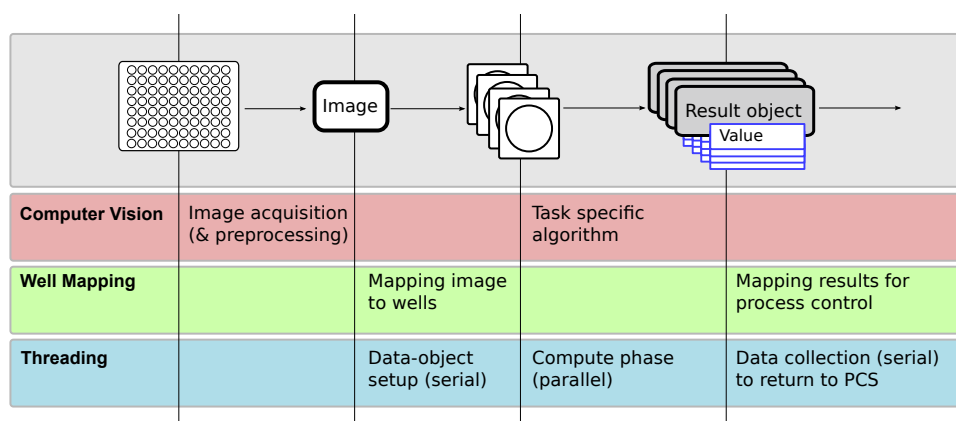 Image
Result object
Value
Computer Vision
Image acquisition
(& preprocessing)
Task specific
algorithm
Well Mapping
Mapping image
to wells
Mapping results for
process control
Threading
Data-object
setup (serial)
Compute phase
(parallel)
Data collection (serial)
to return to PCS